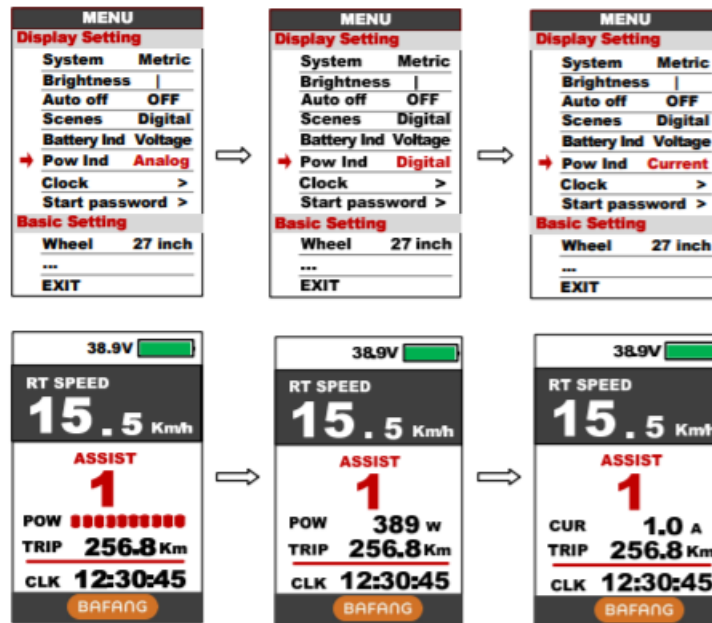 MENU
Display Setting
System Metric
Brightness |
Auto off OFF
Scenes Digital
Battery Ind Voltage
Pow Ind Analog
Clock >
Start password >
Basic Setting
Wheel 27 inch
...
EXIT
MENU
Display Setting
System Metric
Brightness |
Auto off OFF
Scenes Digital
Battery Ind Voltage
Pow Ind Digital
Clock >
Start password >
Basic Setting
Wheel 27 inch
...
EXIT
MENU
Display Setting
System Metric
Brightness |
Auto off OFF
Scenes Digital
Battery Ind Voltage
Pow Ind Current
Clock >
Start password >
Basic Setting
Wheel 27 inch
...
EXIT
38.9V
RT SPEED
15.5 Km/h
ASSIST
1
POW
TRIP 256.8 Km
CLK 12:30:45
BAFANG
38.9V
RT SPEED
15.5 Km/h
ASSIST
1
POW 389 W
TRIP 256.8 Km
CLK 12:30:45
BAFANG
38.9V
RT SPEED
15.5 Km/h
ASSIST
1
CUR 1.0 A
TRIP 256.8 Km
CLK 12:30:45
BAFANG